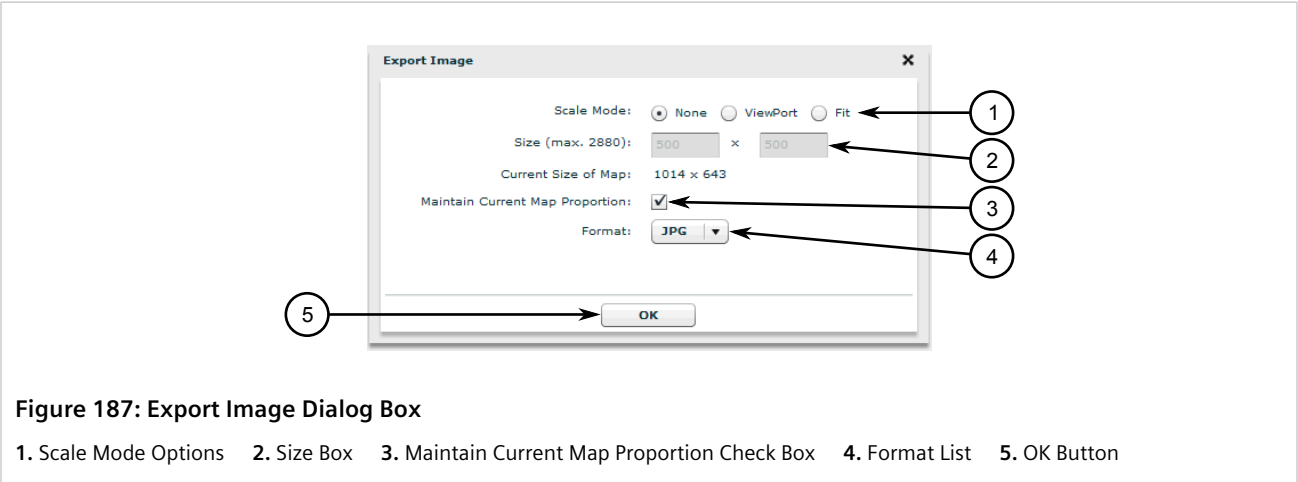 Export Image ×
Scale Mode: None ViewPort Fit 1
Size (max. 2880): 500 × 500 2
Current Size of Map: 1014 × 643
Maintain Current Map Proportion: 3
Format: JPG 4
5 OK
Figure 187: Export Image Dialog Box
1. Scale Mode Options 2. Size Box 3. Maintain Current Map Proportion Check Box 4. Format List 5. OK Button